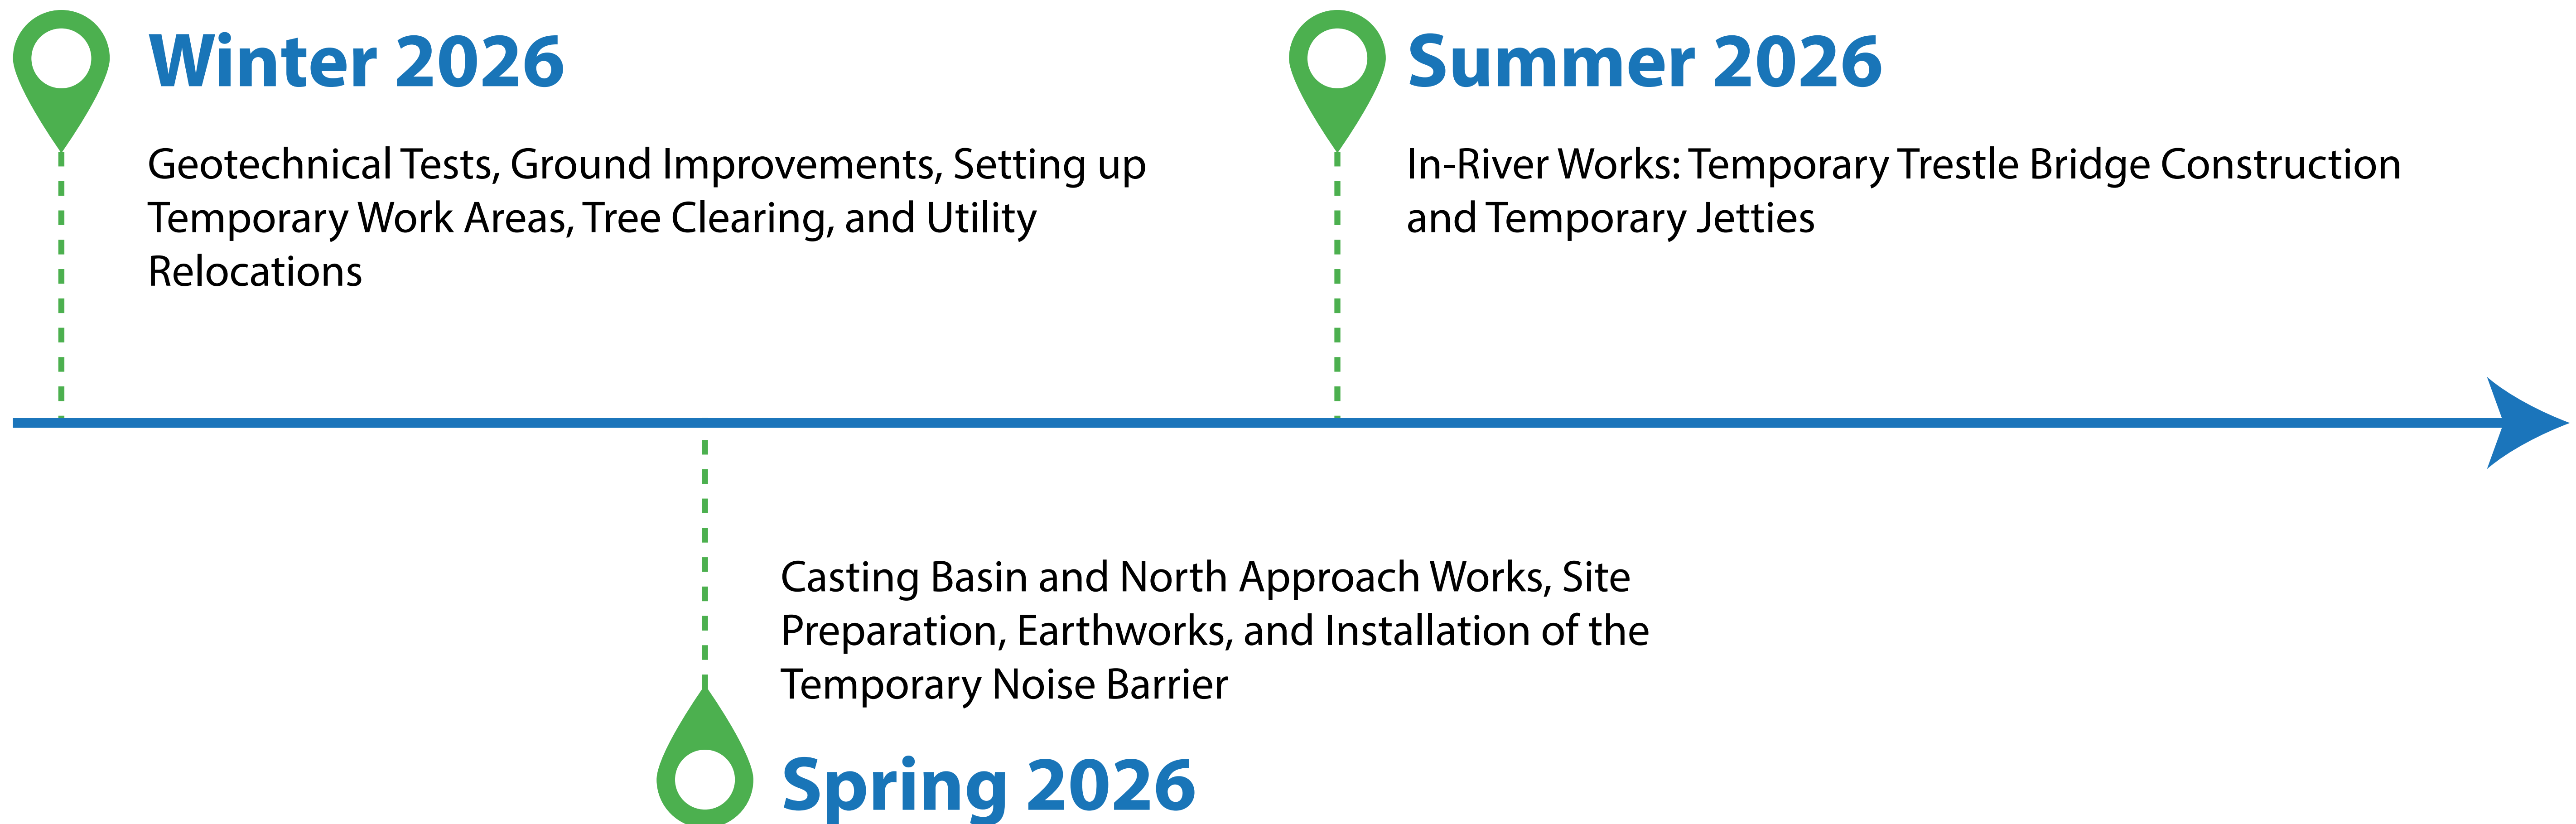 Winter 2026
Geotechnical Tests, Ground Improvements, Setting up
Temporary Work Areas, Tree Clearing, and Utility
Relocations
Summer 2026
In-River Works: Temporary Trestle Bridge Construction
and Temporary Jetties
Casting Basin and North Approach Works, Site
Preparation, Earthworks, and Installation of the
Temporary Noise Barrier
Spring 2026